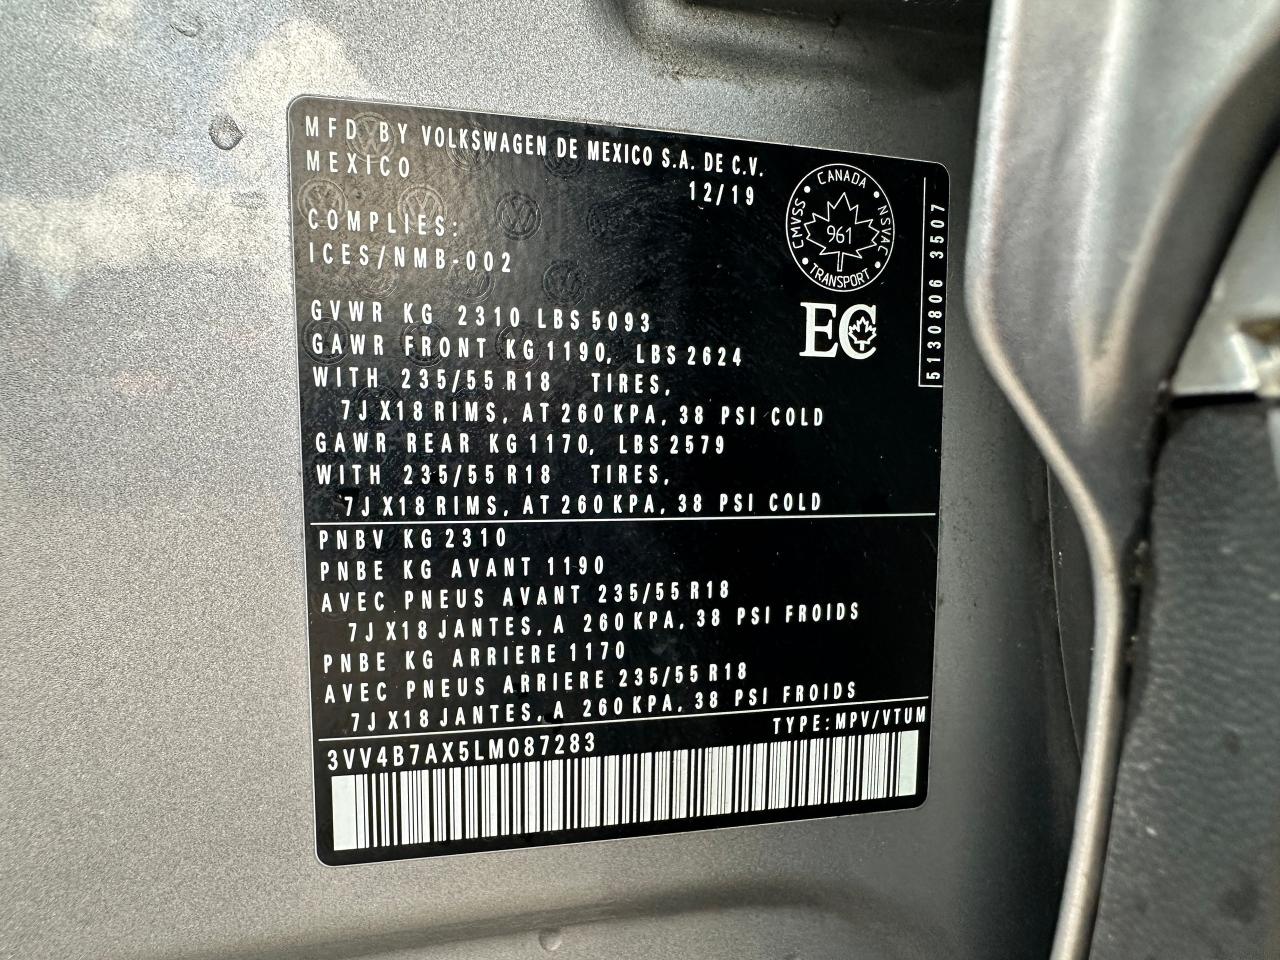 MFD BY VOLKSWAGEN DE MEXICO S.A. DE C.V.
MEXICO
12/19
COMPLIES:
ICES/NMB-002
CANADA
CMVSS
NSVAC
961
TRANSPORT
EC
5130806 3507
GVWR KG 2310 LBS 5093
GAWR FRONT KG 1190, LBS 2624
WITH 235/55 R18 TIRES,
7J X18 RIMS, AT 260 KPA, 38 PSI COLD
GAWR REAR KG 1170, LBS 2579
WITH 235/55 R18 TIRES,
7J X18 RIMS, AT 260 KPA, 38 PSI COLD
PNBV KG 2310
PNBE KG AVANT 1190
AVEC PNEUS AVANT 235/55 R18
7J X18 JANTES, A 260 KPA, 38 PSI FROIDS
PNBE KG ARRIERE 1170
AVEC PNEUS ARRIERE 235/55 R18
7J X18 JANTES, A 260 KPA, 38 PSI FROIDS
TYPE: MPV/VTUM
3VV4B7AX5LM087283